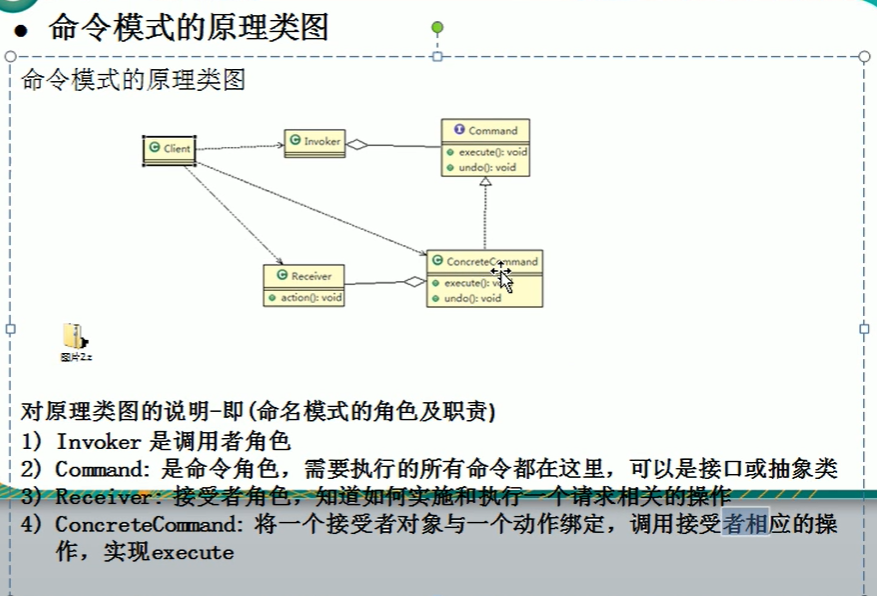 ● 命令模式的原理类图
命令模式的原理类图
Client
Invoker
Command
execute(): void
undo(): void
Receiver
action(): void
ConcreteCommand
execute():
undo(): void
图片2.z
对原理类图的说明-即(命名模式的角色及职责)
1) Invoker 是调用者角色
2) Command: 是命令角色，需要执行的所有命令都在这里，可以是接口或抽象类
3) Receiver: 接受者角色，知道如何实施和执行一个请求相关的操作
4) ConcreteCommand: 将一个接受者对象与一个动作绑定，调用接受者相应的操
作，实现execute